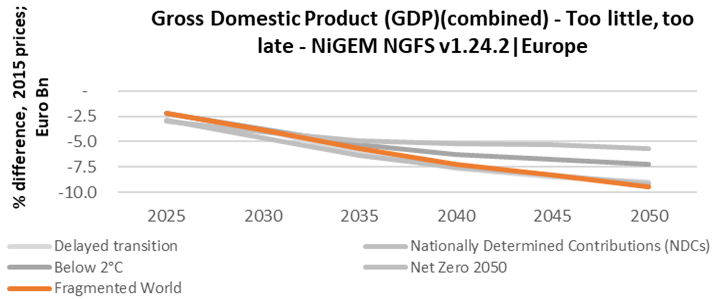 Gross Domestic Product (GDP)(combined) - Too little, too
late - NiGEM NGFS v1.24.2|Europe
% difference, 2015 prices;
Euro Bn
-
-2.5
-5.0
-7.5
-10.0
2025 2030 2035 2040 2045 2050
Delayed transition Nationally Determined Contributions (NDCs)
Below 2°C Net Zero 2050
Fragmented World